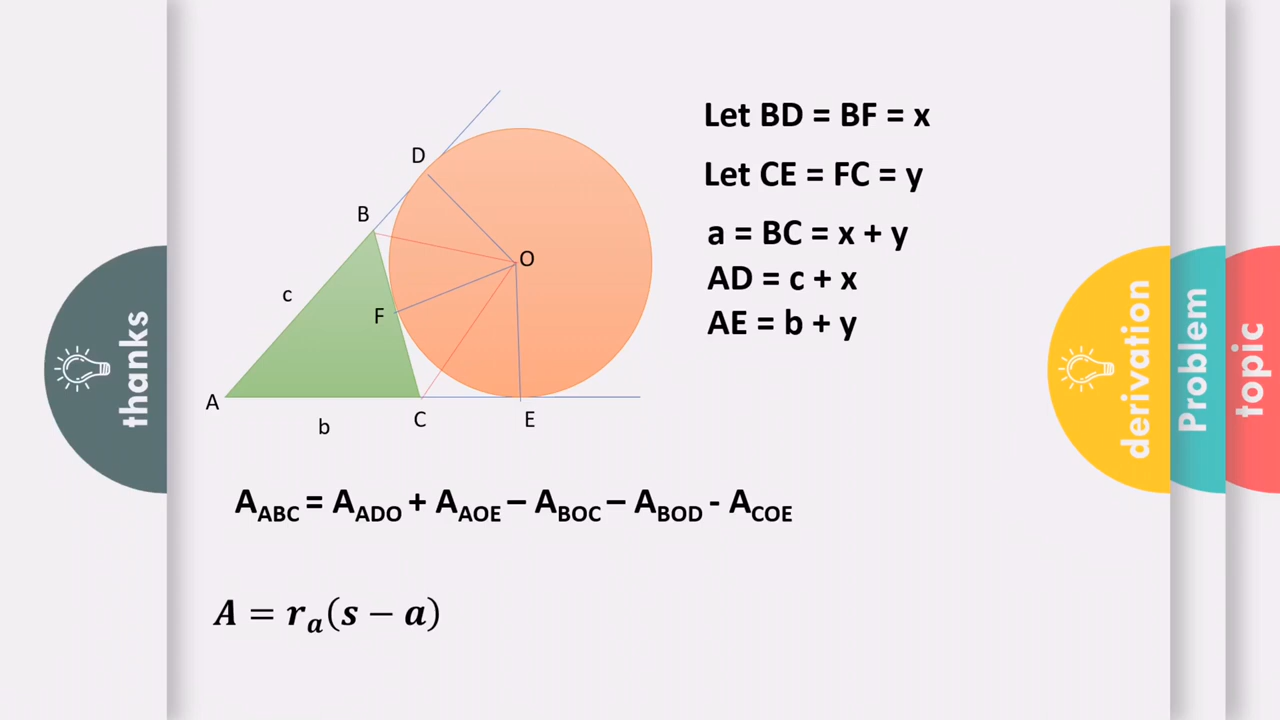 thanks
D
B
O
c
F
A
C
E
b
Let BD = BF = x
Let CE = FC = y
a = BC = x + y
AD = c + x
AE = b + y
A_ABC = A_ADO + A_AOE – A_BOC – A_BOD - A_COE
A = r_a(s − a)
derivation
Problem
topic